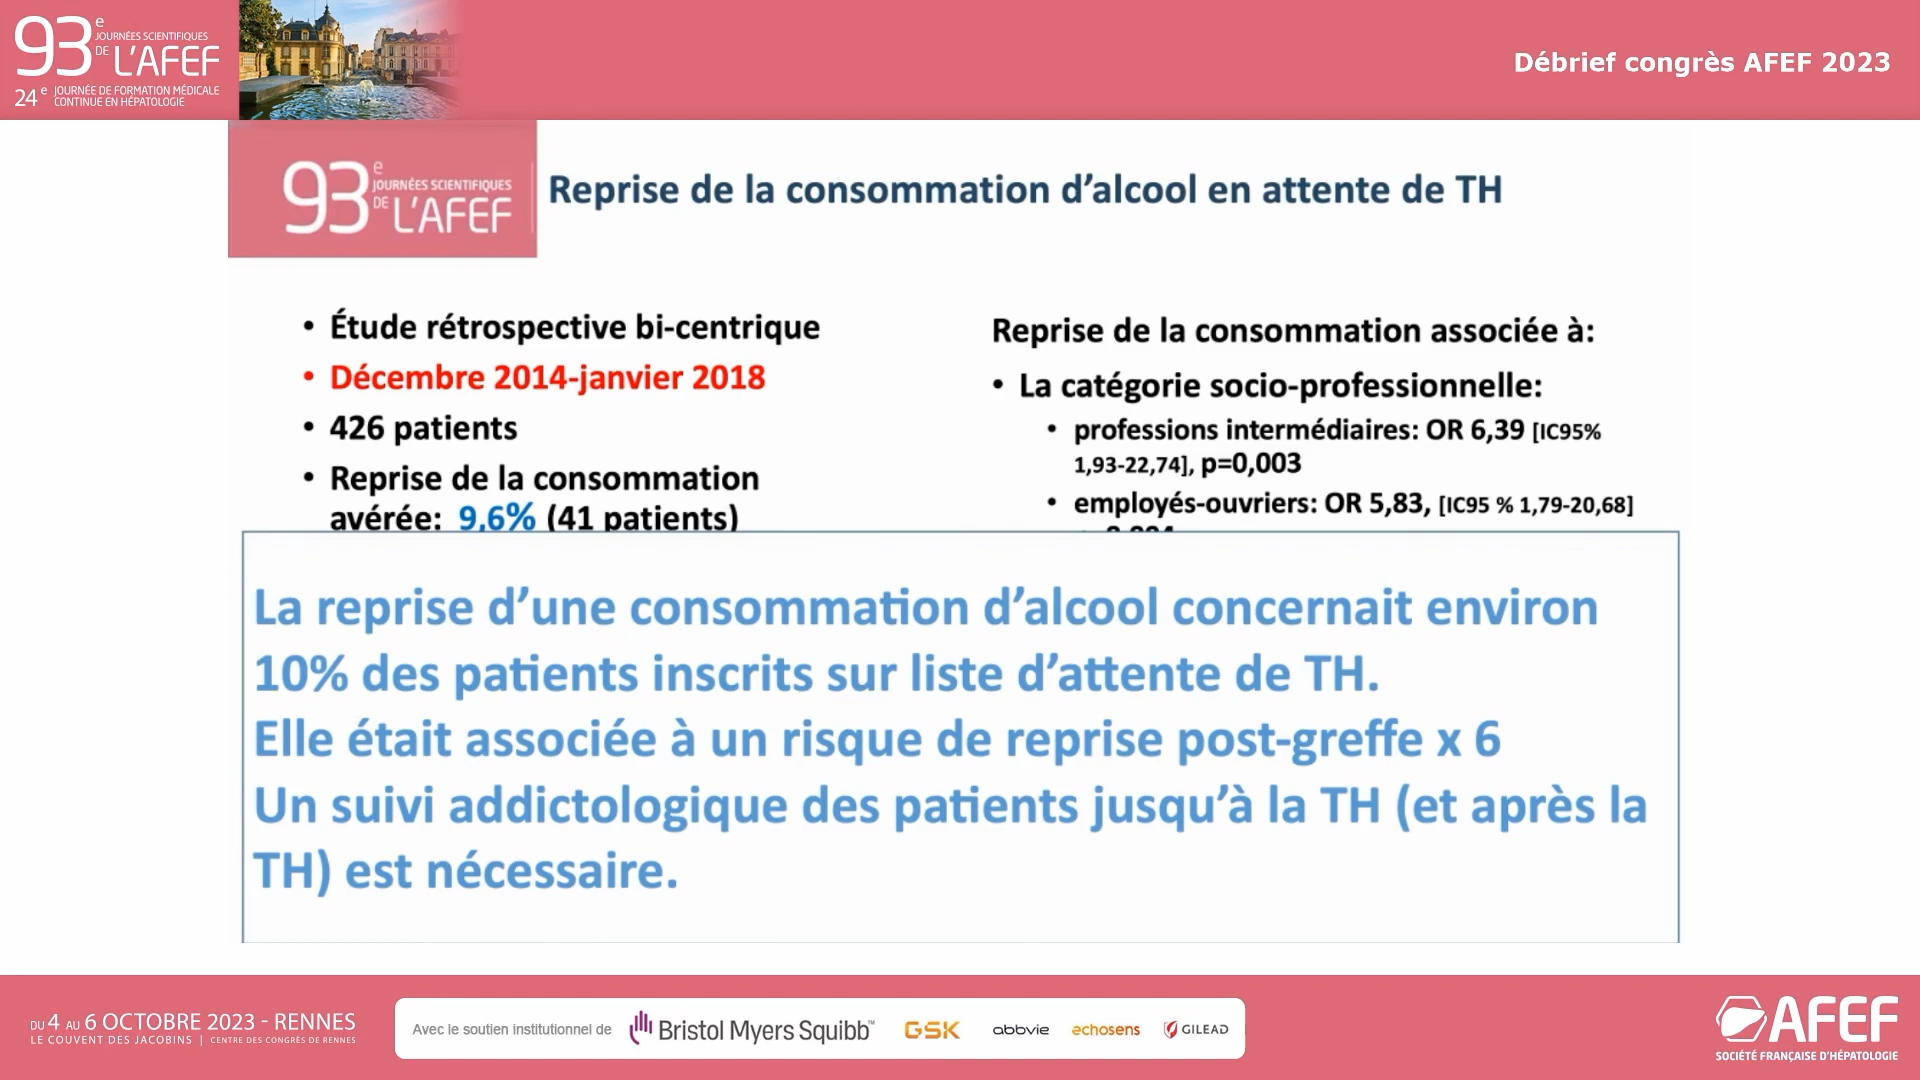 93e
JOURNÉES SCIENTIFIQUES
DE L'AFEF
24e JOURNÉE DE FORMATION MÉDICALE
CONTINUE EN HÉPATOLOGIE
Débrief congrès AFEF 2023
93e
JOURNÉES SCIENTIFIQUES
DE L'AFEF
Reprise de la consommation d'alcool en attente de TH
• Étude rétrospective bi-centrique
• Décembre 2014-janvier 2018
• 426 patients
• Reprise de la consommation
avérée: 9,6% (41 patients)
Reprise de la consommation associée à:
• La catégorie socio-professionnelle:
• professions intermédiaires: OR 6,39 [IC95%
1,93-22,74], p=0,003
• employés-ouvriers: OR 5,83, [IC95 % 1,79-20,68]
La reprise d'une consommation d'alcool concernait environ
10% des patients inscrits sur liste d'attente de TH.
Elle était associée à un risque de reprise post-greffe x 6
Un suivi addictologique des patients jusqu'à la TH (et après la
TH) est nécessaire.
DU 4 AU 6 OCTOBRE 2023 - RENNES
LE COUVENT DES JACOBINS | CENTRE DES CONGRÈS DE RENNES
Avec le soutien institutionnel de
Bristol Myers Squibb™
GSK
abbvie
echosens
GILEAD
AFEF
SOCIÉTÉ FRANÇAISE D'HÉPATOLOGIE